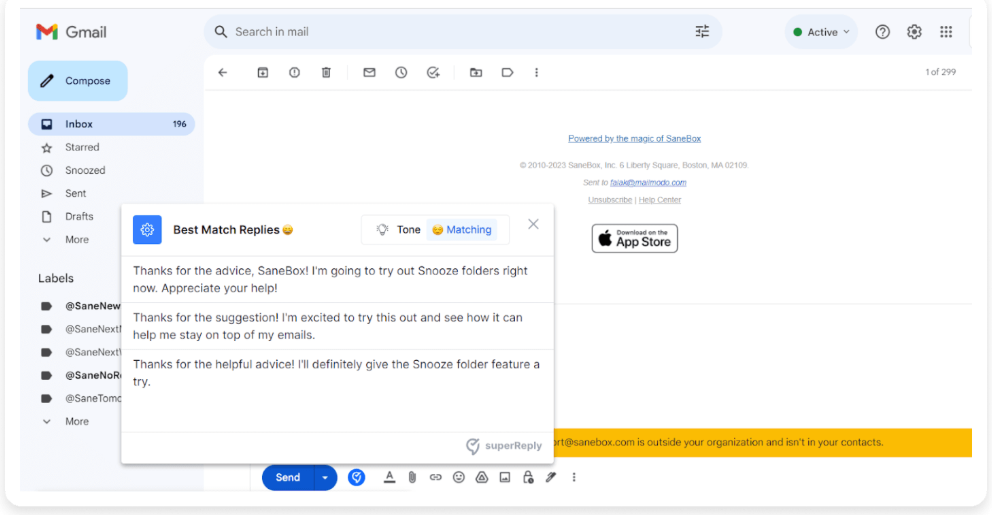 Gmail
Search in mail
Active
Compose
1 of 299
Inbox 196
Starred
Snoozed
Sent
Drafts
More
Labels
@SaneNew
@SaneNext
@SaneNext
@SaneNoR
@SaneTomo
More
Powered by the magic of SaneBox
© 2010-2023 SaneBox, Inc. 6 Liberty Square, Boston, MA 02109.
Sent to falak@mailmodo.com
Unsubscribe | Help Center
Download on the
App Store
Best Match Replies😀
Tone 😊 Matching
Thanks for the advice, SaneBox! I'm going to try out Snooze folders right
now. Appreciate your help!
Thanks for the suggestion! I'm excited to try this out and see how it can
help me stay on top of my emails.
Thanks for the helpful advice! I'll definitely give the Snooze folder feature a
try.
superReply
rt@sanebox.com is outside your organization and isn't in your contacts.
Send